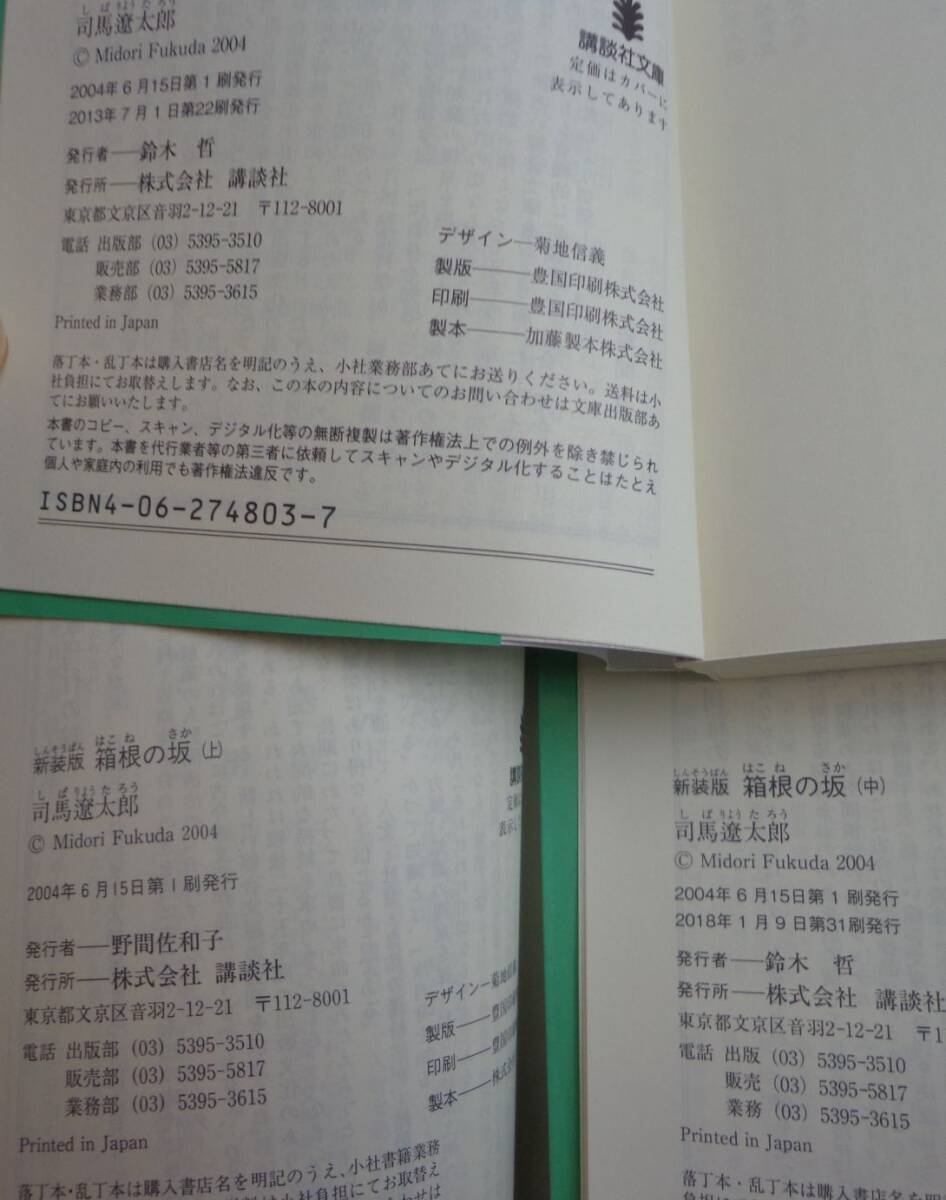 しばりょうたろう
司馬遼太郎
© Midori Fukuda 2004
2004年6月15日第1刷発行
2013年7月1日第22刷発行
発行者──鈴木 哲
発行所──株式会社 講談社
東京都文京区音羽2-12-21 〒112-8001
電話 出版部 (03) 5395-3510
販売部 (03) 5395-5817
業務部 (03) 5395-3615
Printed in Japan
講談社文庫
定価はカバーに
表示してあります
デザイン─菊地信義
製版───豊国印刷株式会社
印刷───豊国印刷株式会社
製本───加藤製本株式会社
落丁本・乱丁本は購入書店名を明記のうえ、小社業務部あてにお送りください。送料は小
社負担にてお取替えします。なお、この本の内容についてのお問い合わせは文庫出版部あ
てにお願いいたします。
本書のコピー、スキャン、デジタル化等の無断複製は著作権法上での例外を除き禁じられ
ています。本書を代行業者等の第三者に依頼してスキャンやデジタル化することはたとえ
個人や家庭内の利用でも著作権法違反です。
ISBN4-06-274803-7
しんそうばん はこね さか
新装版 箱根の坂(上)
しばりょうたろう
司馬遼太郎
© Midori Fukuda 2004
2004年6月15日第1刷発行
発行者──野間佐和子
発行所──株式会社 講談社
東京都文京区音羽2-12-21 〒112-8001
電話 出版部 (03) 5395-3510
販売部 (03) 5395-5817
業務部 (03) 5395-3615
Printed in Japan
落丁本・乱丁本は購入書店名を明記のうえ、小社書籍業務
講談
定価
表示し
デザイン─菊地信
製版──豊国印
印刷──豊国印
製本──株式会
しんそうばん はこね さか
新装版 箱根の坂(中)
しばりょうたろう
司馬遼太郎
© Midori Fukuda 2004
2004年6月15日第1刷発行
2018年1月9日第31刷発行
発行者──鈴木 哲
発行所──株式会社 講談社
東京都文京区音羽2-12-21 〒1
電話 出版 (03) 5395-3510
販売 (03) 5395-5817
業務 (03) 5395-3615
Printed in Japan
落丁本・乱丁本は購入書店名を明記のうえ